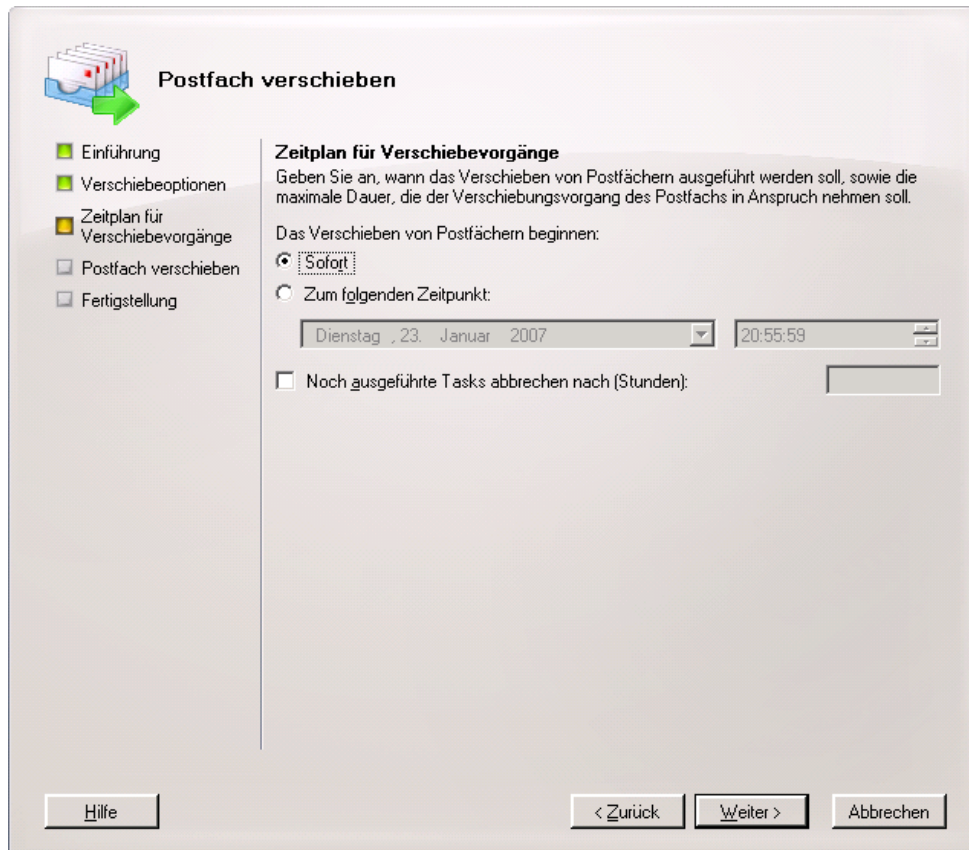 Postfach verschieben
Einführung
Verschiebeoptionen
Zeitplan für
Verschiebevorgänge
Postfach verschieben
Fertigstellung
Zeitplan für Verschiebevorgänge
Geben Sie an, wann das Verschieben von Postfächern ausgeführt werden soll, sowie die
maximale Dauer, die der Verschiebungsvorgang des Postfachs in Anspruch nehmen soll.
Das Verschieben von Postfächern beginnen:
Sofort
Zum folgenden Zeitpunkt:
Dienstag , 23. Januar 2007 20:55:59
Noch ausgeführte Tasks abbrechen nach (Stunden):
Hilfe < Zurück Weiter > Abbrechen